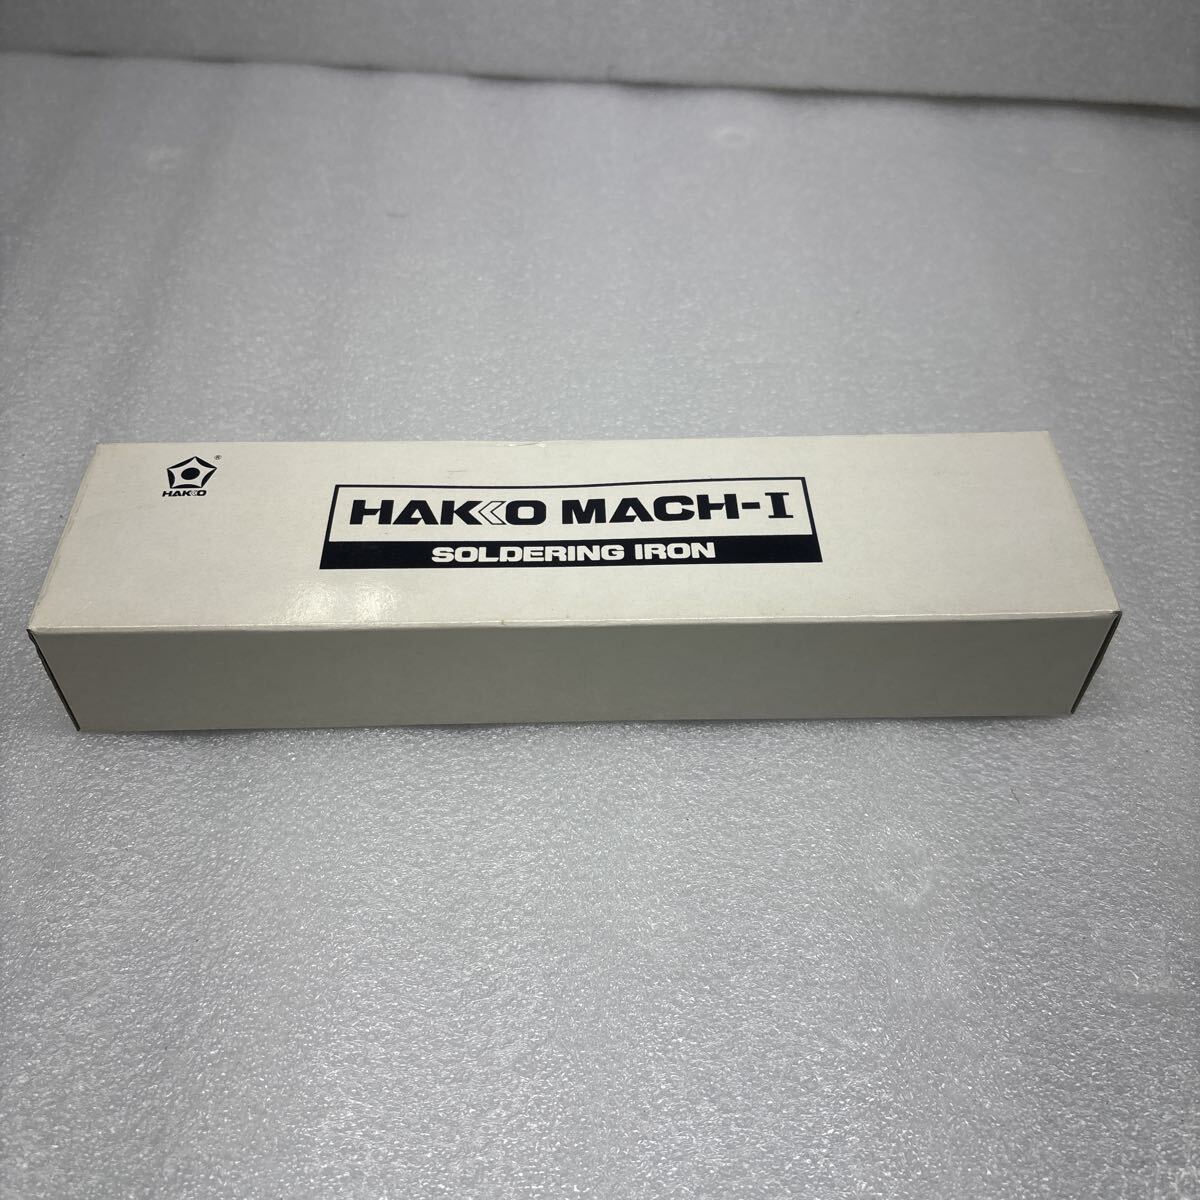 ®
HAKKO
HAKKO MACH-I
SOLDERING IRON